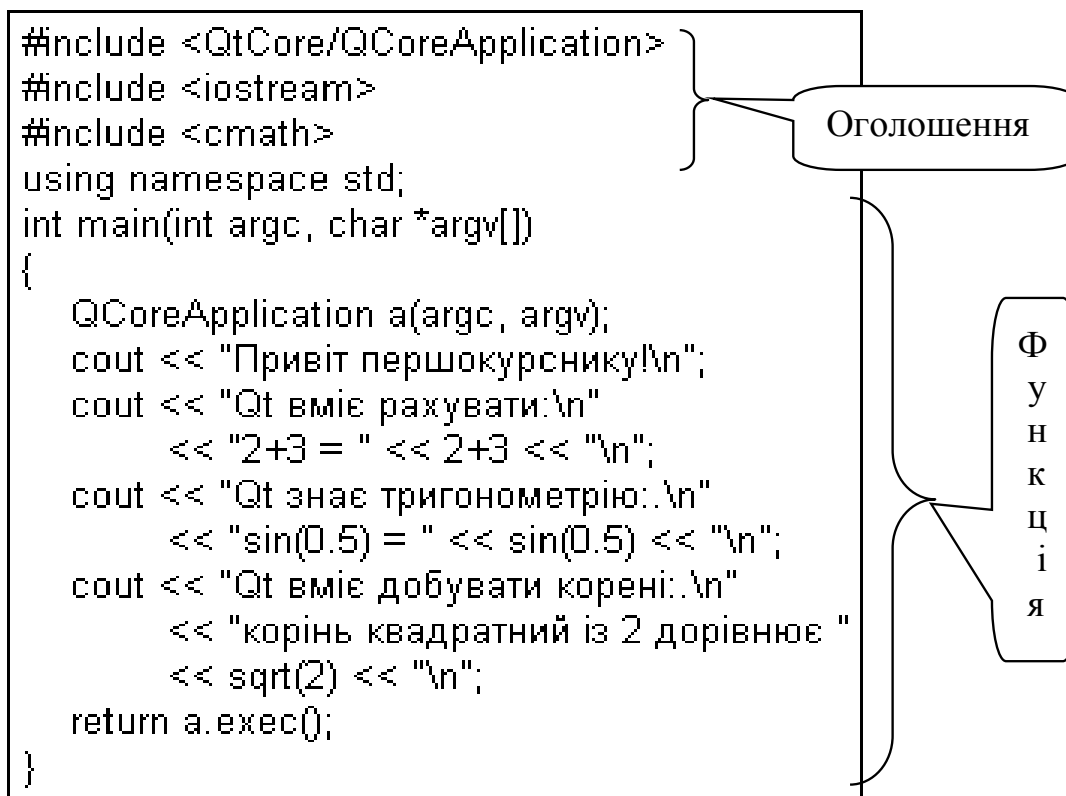 #include <QtCore/QCoreApplication>
#include <iostream>
#include <cmath>
using namespace std;
int main(int argc, char *argv[])
{
QCoreApplication a(argc, argv);
cout << "Привіт першокурснику!\n";
cout << "Qt вміє рахувати:\n"
<< "2+3 = " << 2+3 << "\n";
cout << "Qt знає тригонометрію:.\n"
<< "sin(0.5) = " << sin(0.5) << "\n";
cout << "Qt вміє добувати корені:.\n"
<< "корінь квадратний із 2 дорівнює "
<< sqrt(2) << "\n";
return a.exec();
}
Оголошення
Функція